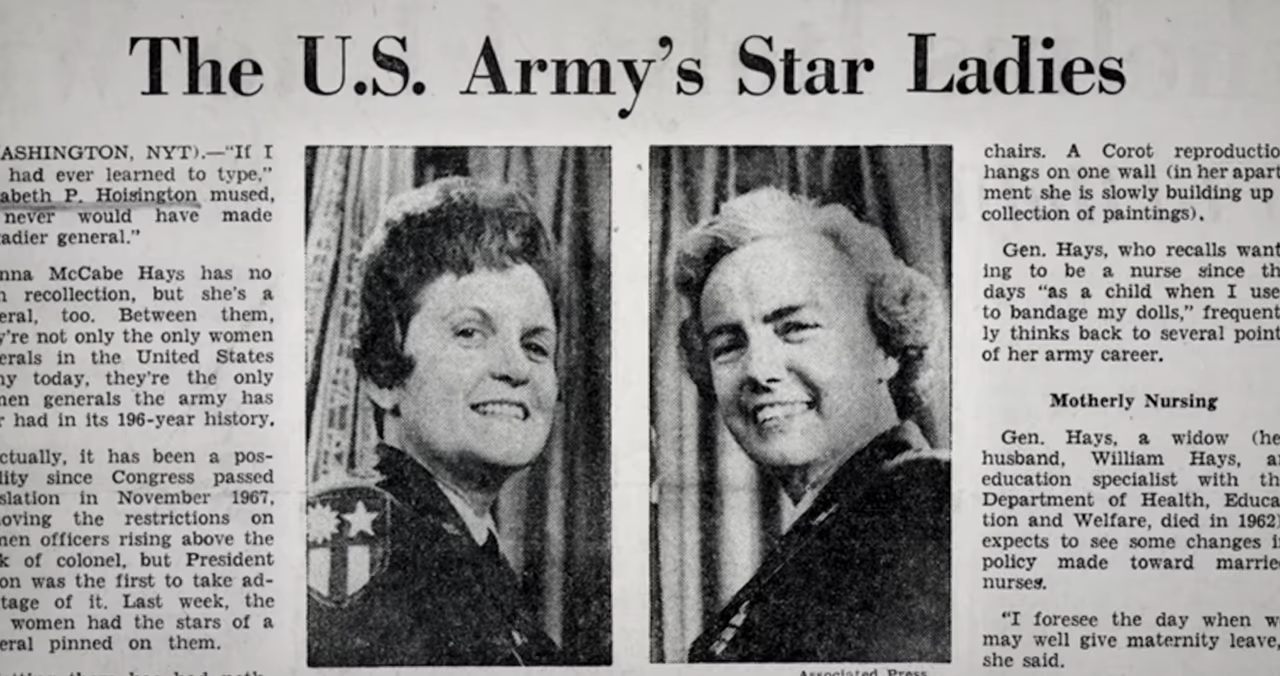 The U.S. Army's Star Ladies
ASHINGTON, NYT).—"If I
had ever learned to type,"
abeth P. Hoisington mused,
never would have made
adier general."
nna McCabe Hays has no
recollection, but she's a
eral, too. Between them,
y're not only the only women
erals in the United States
ny today, they're the only
men generals the army has
r had in its 196-year history.
ctually, it has been a pos-
lity since Congress passed
slation in November 1967,
oving the restrictions on
men officers rising above the
k of colonel, but President
on was the first to take ad-
tage of it. Last week, the
women had the stars of a
eral pinned on them.
chairs. A Corot reproductio
hangs on one wall (in her apart
ment she is slowly building up
collection of paintings).
Gen. Hays, who recalls want
ing to be a nurse since th
days "as a child when I use
to bandage my dolls," frequent
ly thinks back to several point
of her army career.
Motherly Nursing
Gen. Hays, a widow (he
husband, William Hays, a
education specialist with th
Department of Health, Educa
tion and Welfare, died in 1962)
expects to see some changes i
policy made toward marrie
nurses.
"I foresee the day when w
may well give maternity leave,
she said.
Associated Press